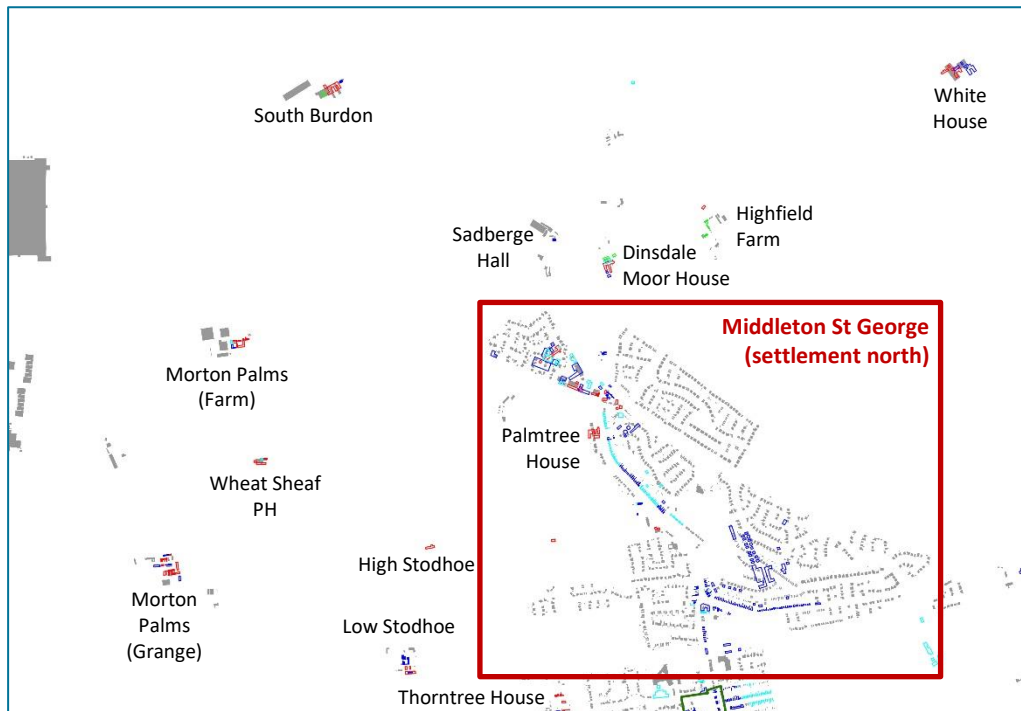 South Burdon
White
House
Sadberge
Hall
Highfield
Farm
Dinsdale
Moor House
Middleton St George
(settlement north)
Morton Palms
(Farm)
Palmtree
House
Wheat Sheaf
PH
High Stodhoe
Morton
Palms
(Grange)
Low Stodhoe
Thorntree House